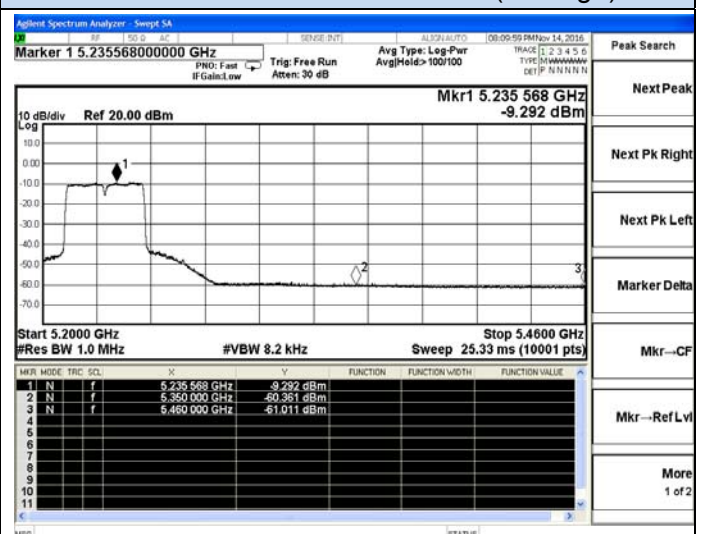 Agilent Spectrum Analyzer - Swept SA
RF 50 Ω AC SENSE:INT ALIGN AUTO 08:09:59 PM Nov 14, 2016
Marker 1 5.235568000000 GHz
PNO: Fast
IFGain:Low
Trig: Free Run
Atten: 30 dB
Avg Type: Log-Pwr
Avg|Hold:>100/100
TRACE 1 2 3 4 5 6
TYPE M
DET P N N N N N
Mkr1 5.235 568 GHz
-9.292 dBm
10 dB/div Ref 20.00 dBm
Log
10.0
0.00
-10.0
-20.0
-30.0
-40.0
-50.0
-60.0
-70.0
1
2
3
Start 5.2000 GHz Stop 5.4600 GHz
#Res BW 1.0 MHz #VBW 8.2 kHz Sweep 25.33 ms (10001 pts)
MKR MODE TRC SCL X Y FUNCTION FUNCTION WIDTH FUNCTION VALUE
1 N f 5.235 568 GHz -9.292 dBm
2 N f 5.350 000 GHz -60.361 dBm
3 N f 5.460 000 GHz -61.011 dBm
4
5
6
7
8
9
10
11
MSG STATUS
Peak Search
Next Peak
Next Pk Right
Next Pk Left
Marker Delta
Mkr→CF
Mkr→Ref Lvl
More
1 of 2